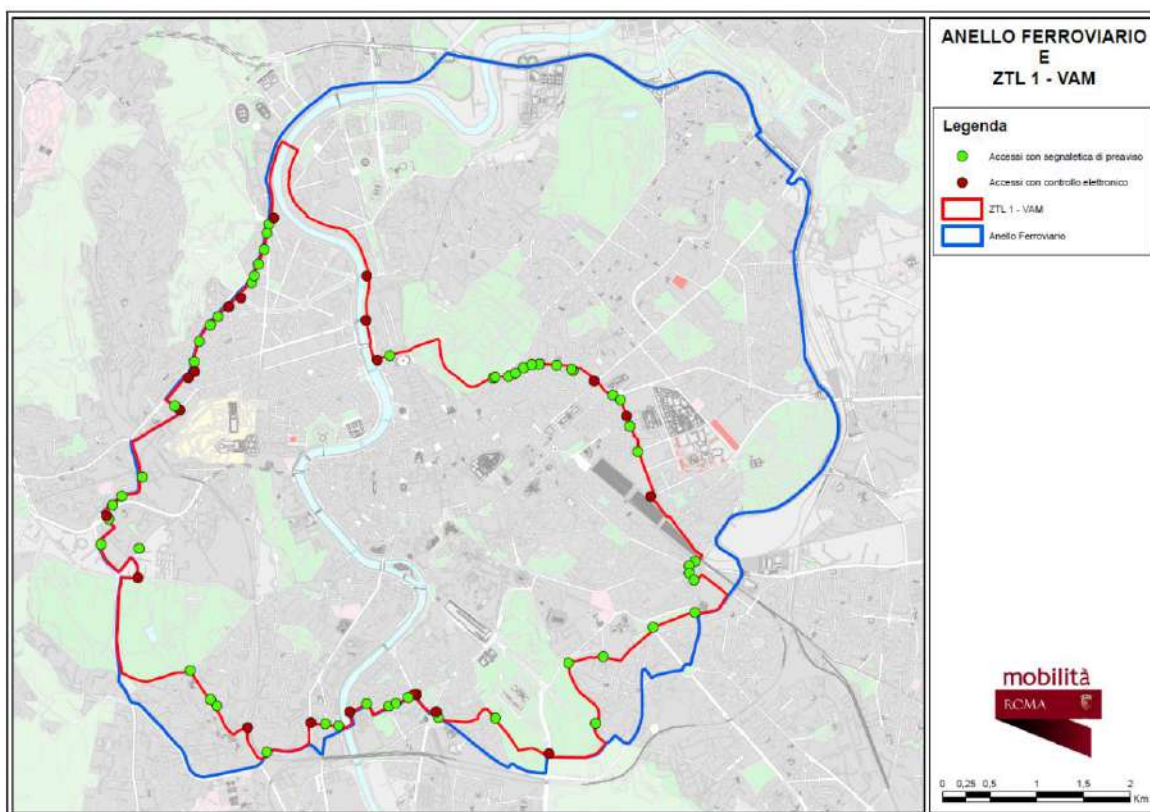 ANELLO FERROVIARIO
E
ZTL 1 - VAM
Legenda
Accessi con segnaletica di preaviso
Accessi con controllo elettronico
ZTL 1 - VAM
Anello Ferroviario
mobilità
ROMA
0 0,25 0,5 1 1,5 2
Km